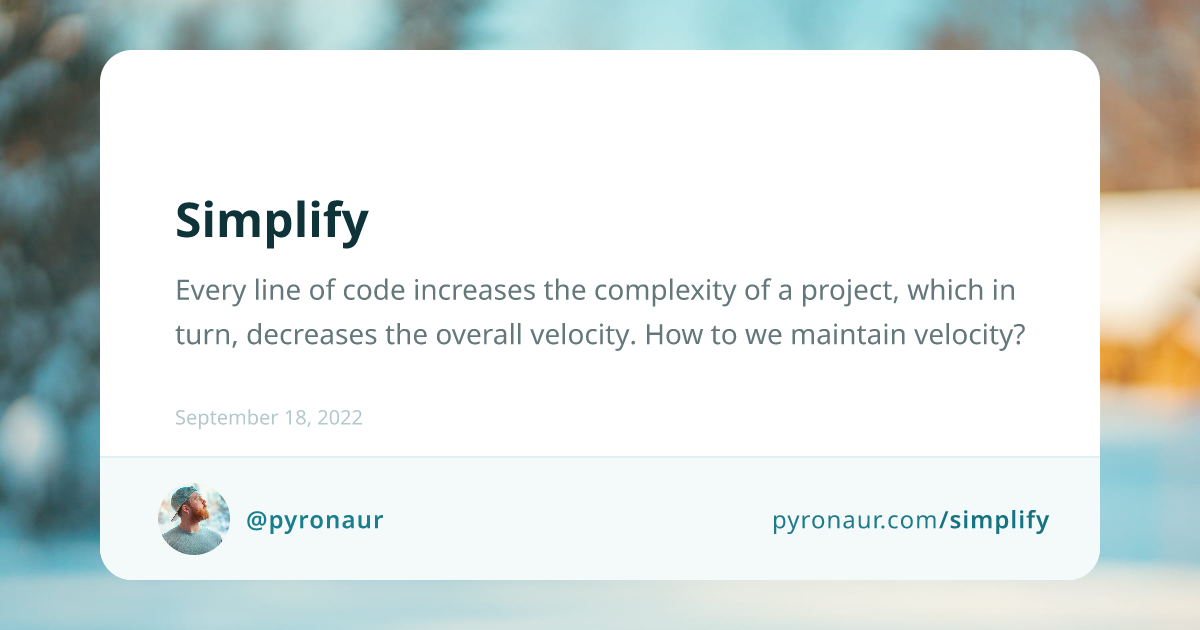 Simplify
Every line of code increases the complexity of a project, which in
turn, decreases the overall velocity. How to we maintain velocity?
September 18, 2022
@pyronaur
pyronaur.com/simplify